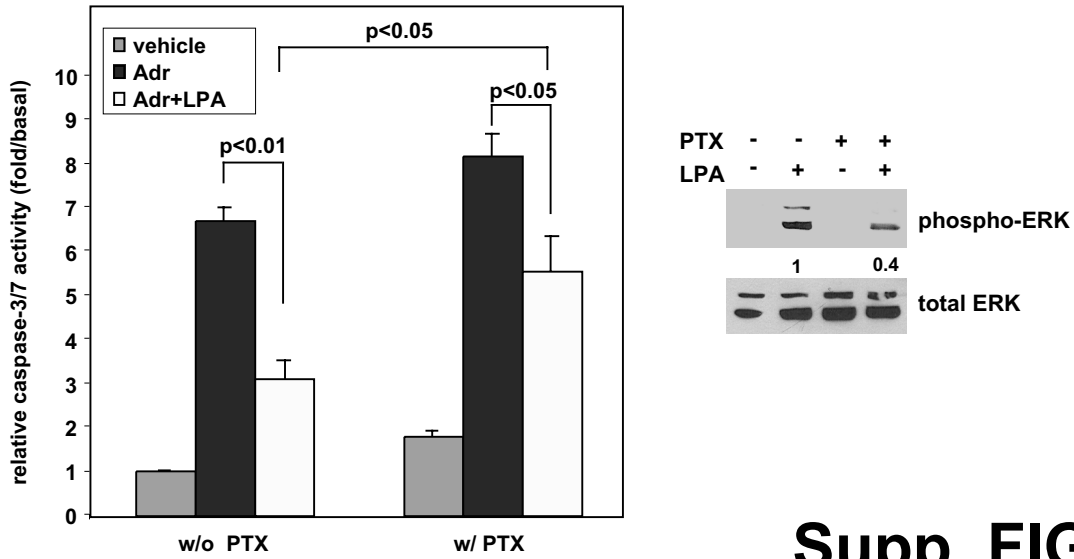 p<0.05
vehicle
Adr
Adr+LPA
p<0.05
p<0.01
relative caspase-3/7 activity (fold/basal)
10
9
8
7
6
5
4
3
2
1
0
w/o PTX
w/ PTX
PTX - - + +
LPA - + - +
phospho-ERK
1 0.4
total ERK
Supp FIG